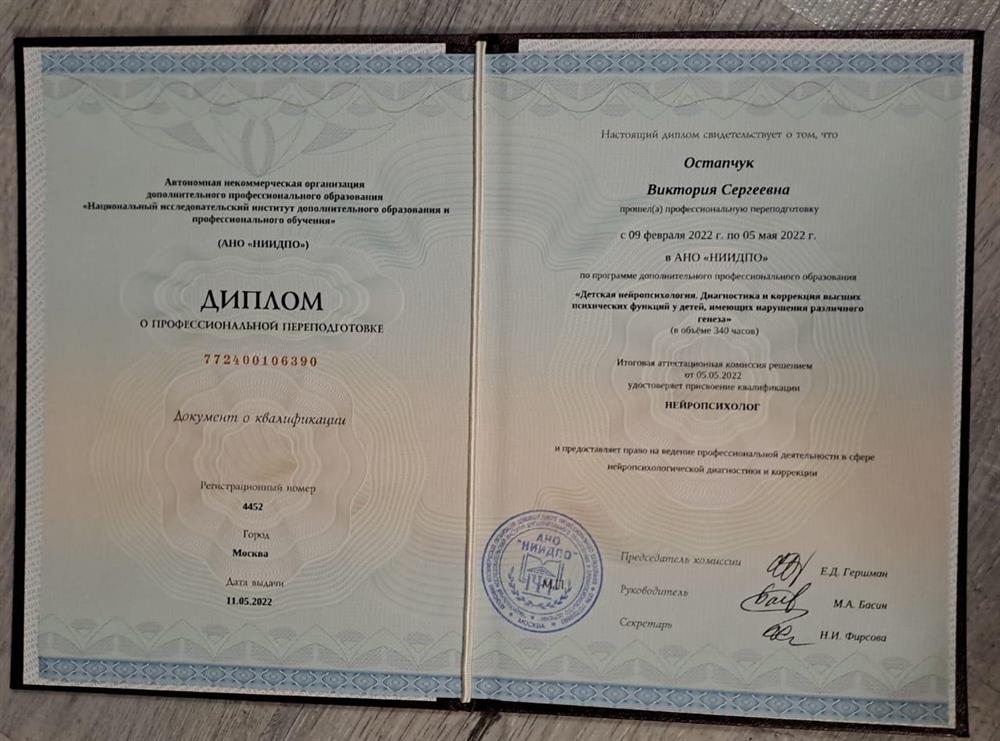 Автономная некоммерческая организация
дополнительного профессионального образования
«Национальный исследовательский институт дополнительного образования и
профессионального обучения»
(АНО «НИИДПО»)
ДИПЛОМ
О ПРОФЕССИОНАЛЬНОЙ ПЕРЕПОДГОТОВКЕ
772400106390
Документ о квалификации
Регистрационный номер
4452
Город
Москва
Дата выдачи
11.05.2022
Настоящий диплом свидетельствует о том, что
Остапчук
Виктория Сергеевна
прошел(а) профессиональную переподготовку
с 09 февраля 2022 г. по 05 мая 2022 г.
в АНО «НИИДПО»
по программе дополнительного профессионального образования
«Детская нейропсихология. Диагностика и коррекция высших
психических функций у детей, имеющих нарушения различного
генеза»
(в объёме 340 часов)
Итоговая аттестационная комиссия решением
от 05.05.2022
удостоверяет присвоение квалификации
НЕЙРОПСИХОЛОГ
и предоставляет право на ведение профессиональной деятельности в сфере
нейропсихологической диагностики и коррекции
АНО
"НИИДПО"
М.П.
МОСКВА
Председатель комиссии Е.Д. Гершман
Руководитель М.А. Басин
Секретарь Н.И. Фирсова